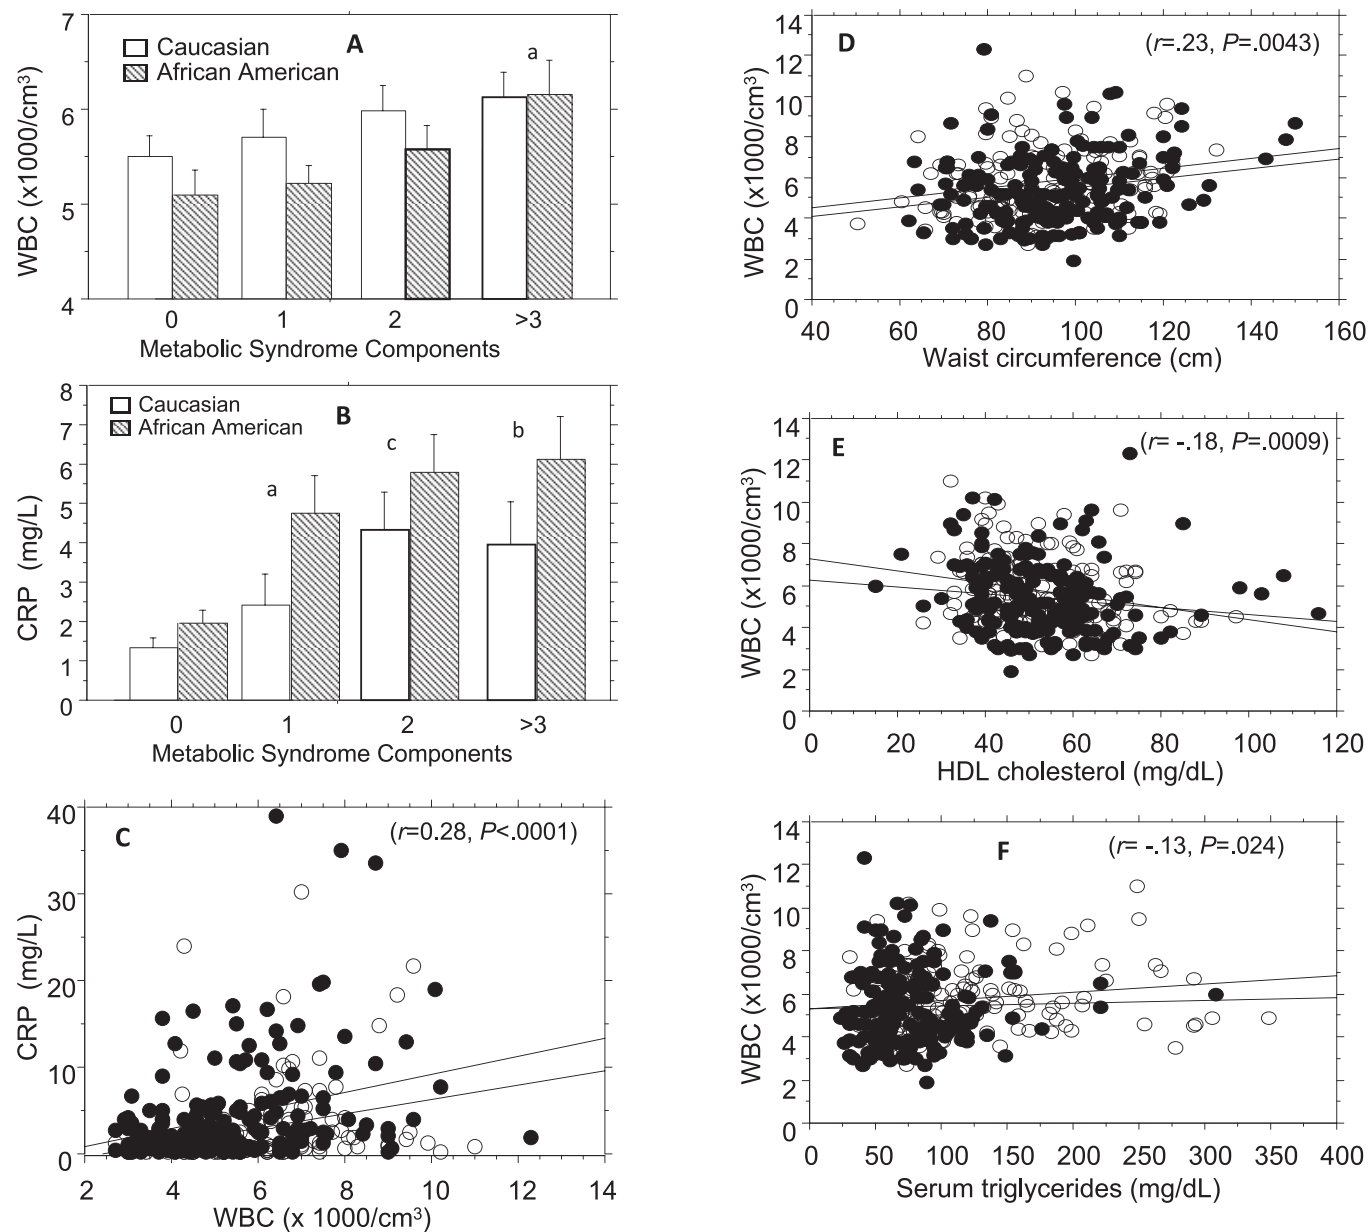 7
6
5
4
WBC (x1000/cm³)
Caucasian
African American
A
a
0 1 2 >3
Metabolic Syndrome Components
8
7
6
5
4
3
2
1
0
CRP (mg/L)
Caucasian
African American
B
a
c
b
0 1 2 >3
Metabolic Syndrome Components
40
30
20
10
0
CRP (mg/L)
C
(r=0.28, P<.0001)
2 4 6 8 10 12 14
WBC (x 1000/cm³)
14
12
10
8
6
4
2
0
WBC (x1000/cm³)
D
(r=.23, P=.0043)
40 60 80 100 120 140 160
Waist circumference (cm)
14
12
10
8
6
4
2
0
WBC (x1000/cm³)
E
(r= -.18, P=.0009)
0 20 40 60 80 100 120
HDL cholesterol (mg/dL)
14
12
10
8
6
4
2
0
WBC (x1000/cm³)
F
(r= -.13, P=.024)
0 50 100 150 200 250 300 350 400
Serum triglycerides (mg/dL)